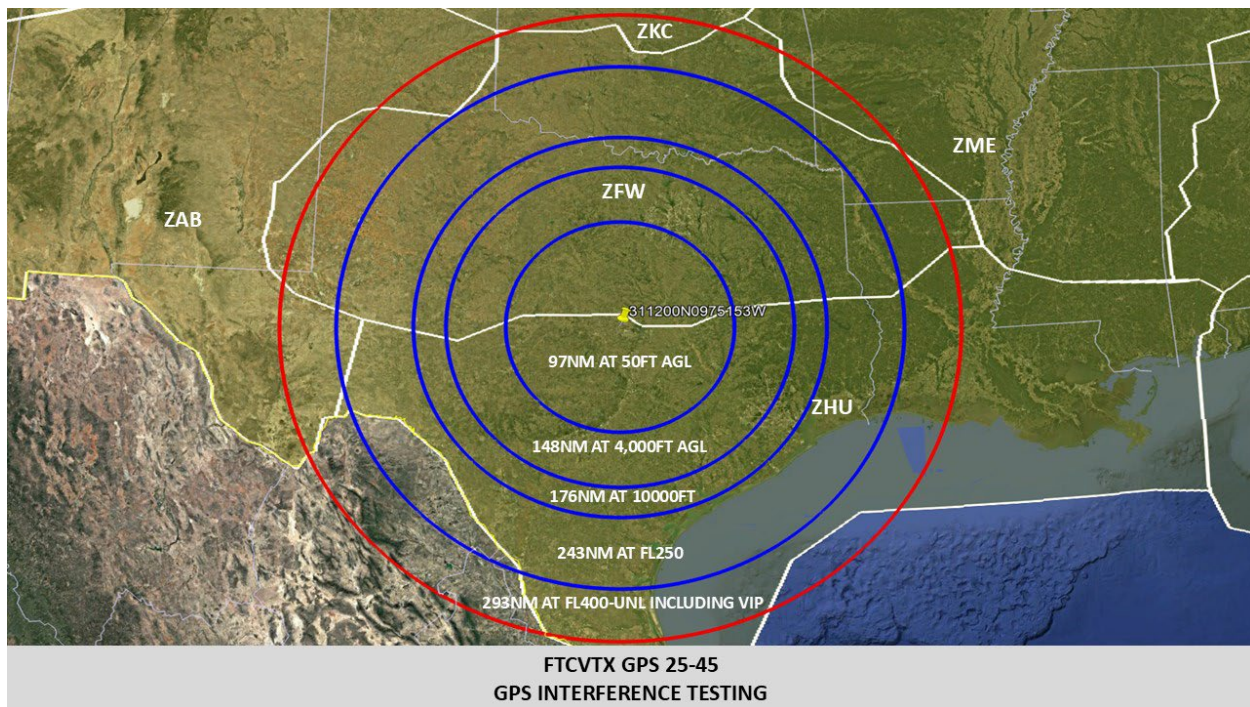 ZKC
ZME
ZFW
ZAB
311200N0975153W
97NM AT 50FT AGL
ZHU
148NM AT 4,000FT AGL
176NM AT 10000FT
243NM AT FL250
293NM AT FL400-UNL INCLUDING VIP
FTCVTX GPS 25-45
GPS INTERFERENCE TESTING